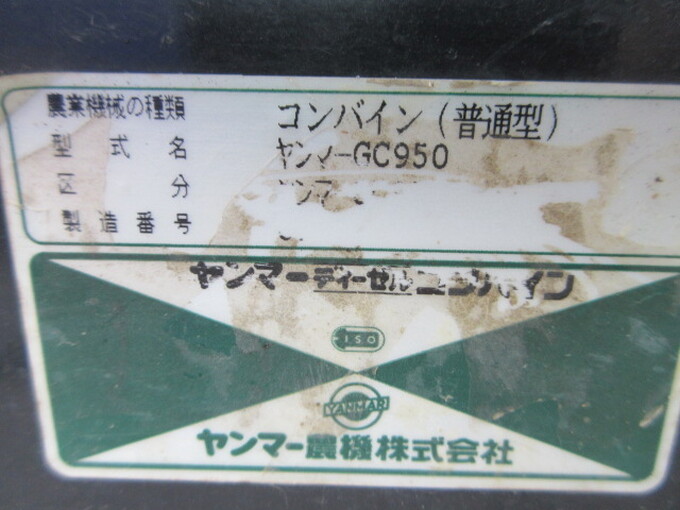 農業機械の種類 コンバイン(普通型)
型式名 ヤンマーGC950
区分
製造番号
ヤンマーディーゼルコンバイン
ISO
YANMAR
ヤンマー農機株式会社